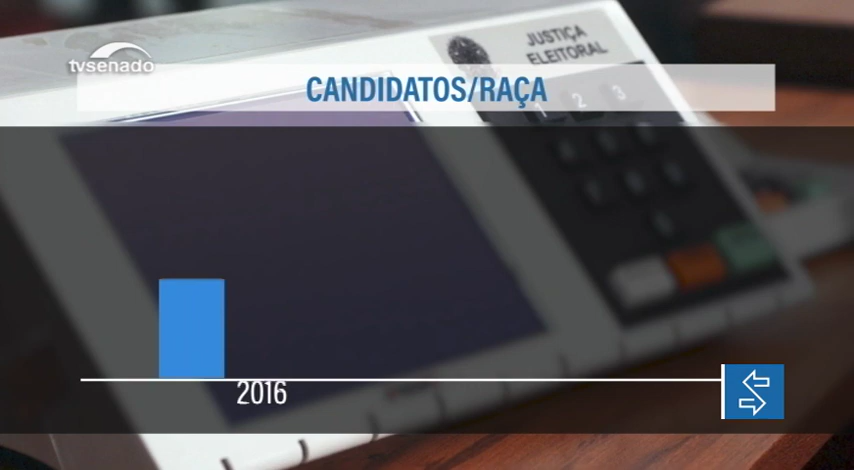 tvsenado
JUSTIÇA
ELEITORAL
CANDIDATOS/RAÇA
1 2 3
2016